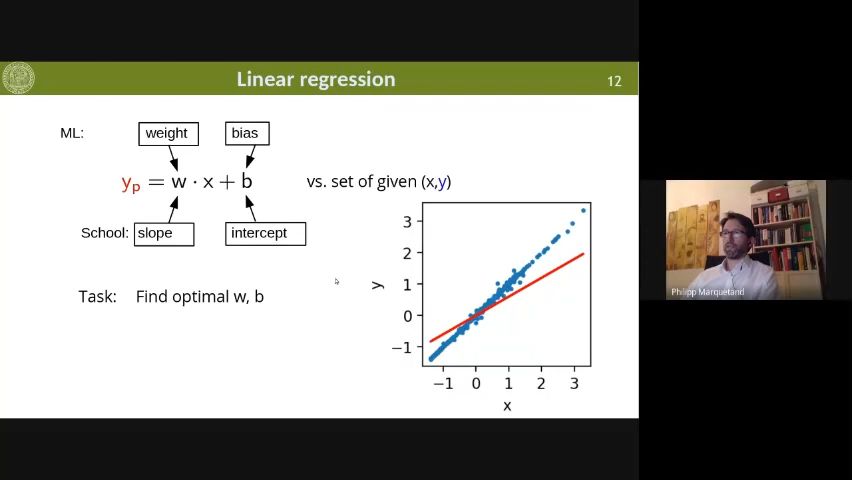 Linear regression
12
ML:
weight
bias
yₚ = w · x + b
vs. set of given (x,y)
School:
slope
intercept
Task: Find optimal w, b
3
2
1
0
−1
y
−1 0 1 2 3
x
Philipp Marquetand